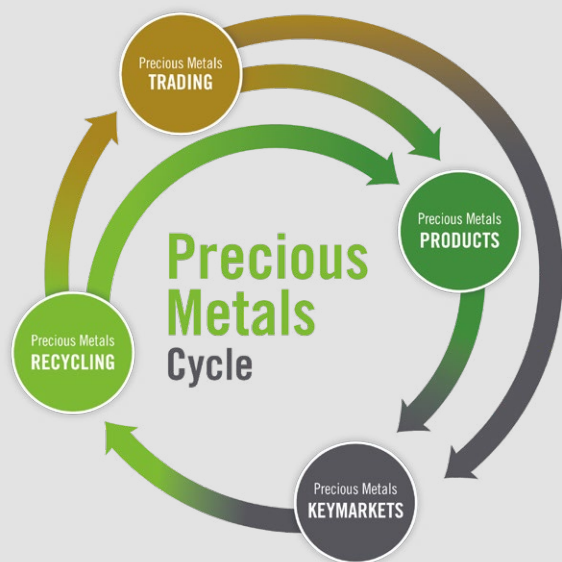 Precious Metals
TRADING
Precious Metals
PRODUCTS
Precious
Metals
Cycle
Precious Metals
RECYCLING
Precious Metals
KEYMARKETS